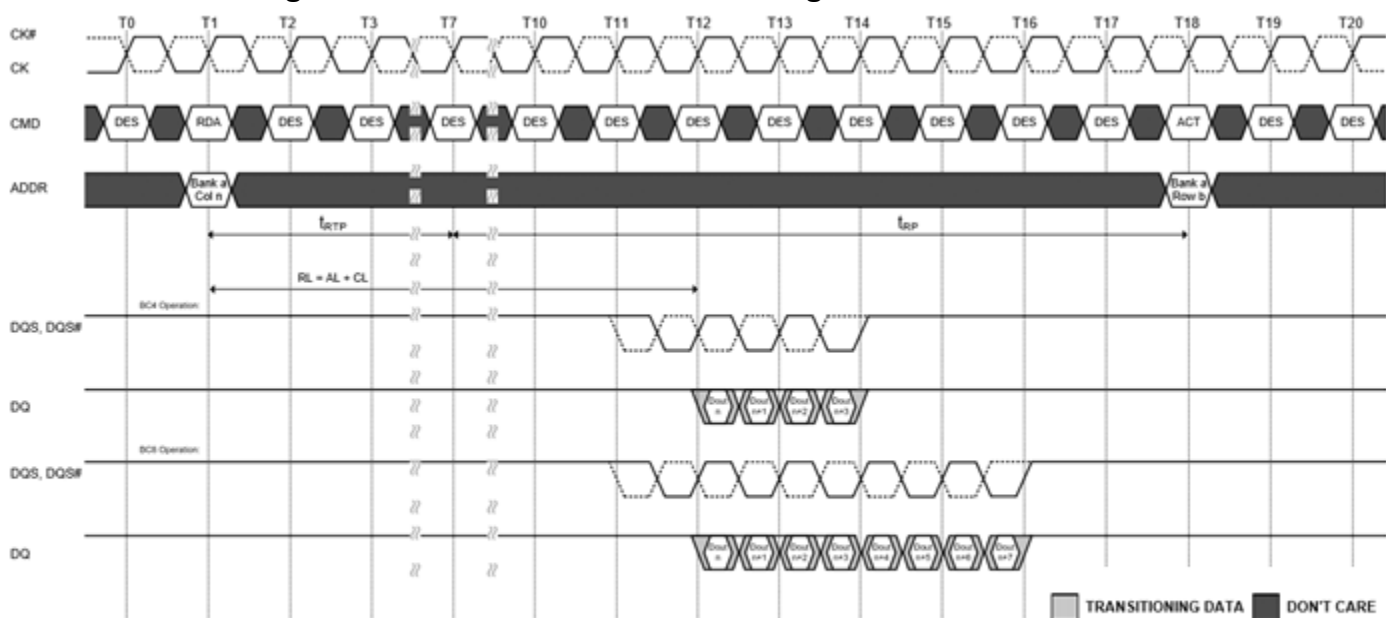 T0 T1 T2 T3 T7 T10 T11 T12 T13 T14 T15 T16 T17 T18 T19 T20
CK#
CK
CMD DES RDA DES DES DES DES DES DES DES DES DES DES DES ACT DES DES
ADDR Bank a Bank a
Col n Row b
tRTP tRP
RL = AL + CL
BC4 Operation:
DQS, DQS#
DQ Dout Dout Dout Dout
n n+1 n+2 n+3
BC8 Operation:
DQS, DQS#
DQ Dout Dout Dout Dout Dout Dout Dout Dout
n n+1 n+2 n+3 n+4 n+5 n+6 n+7
TRANSITIONING DATA DON'T CARE